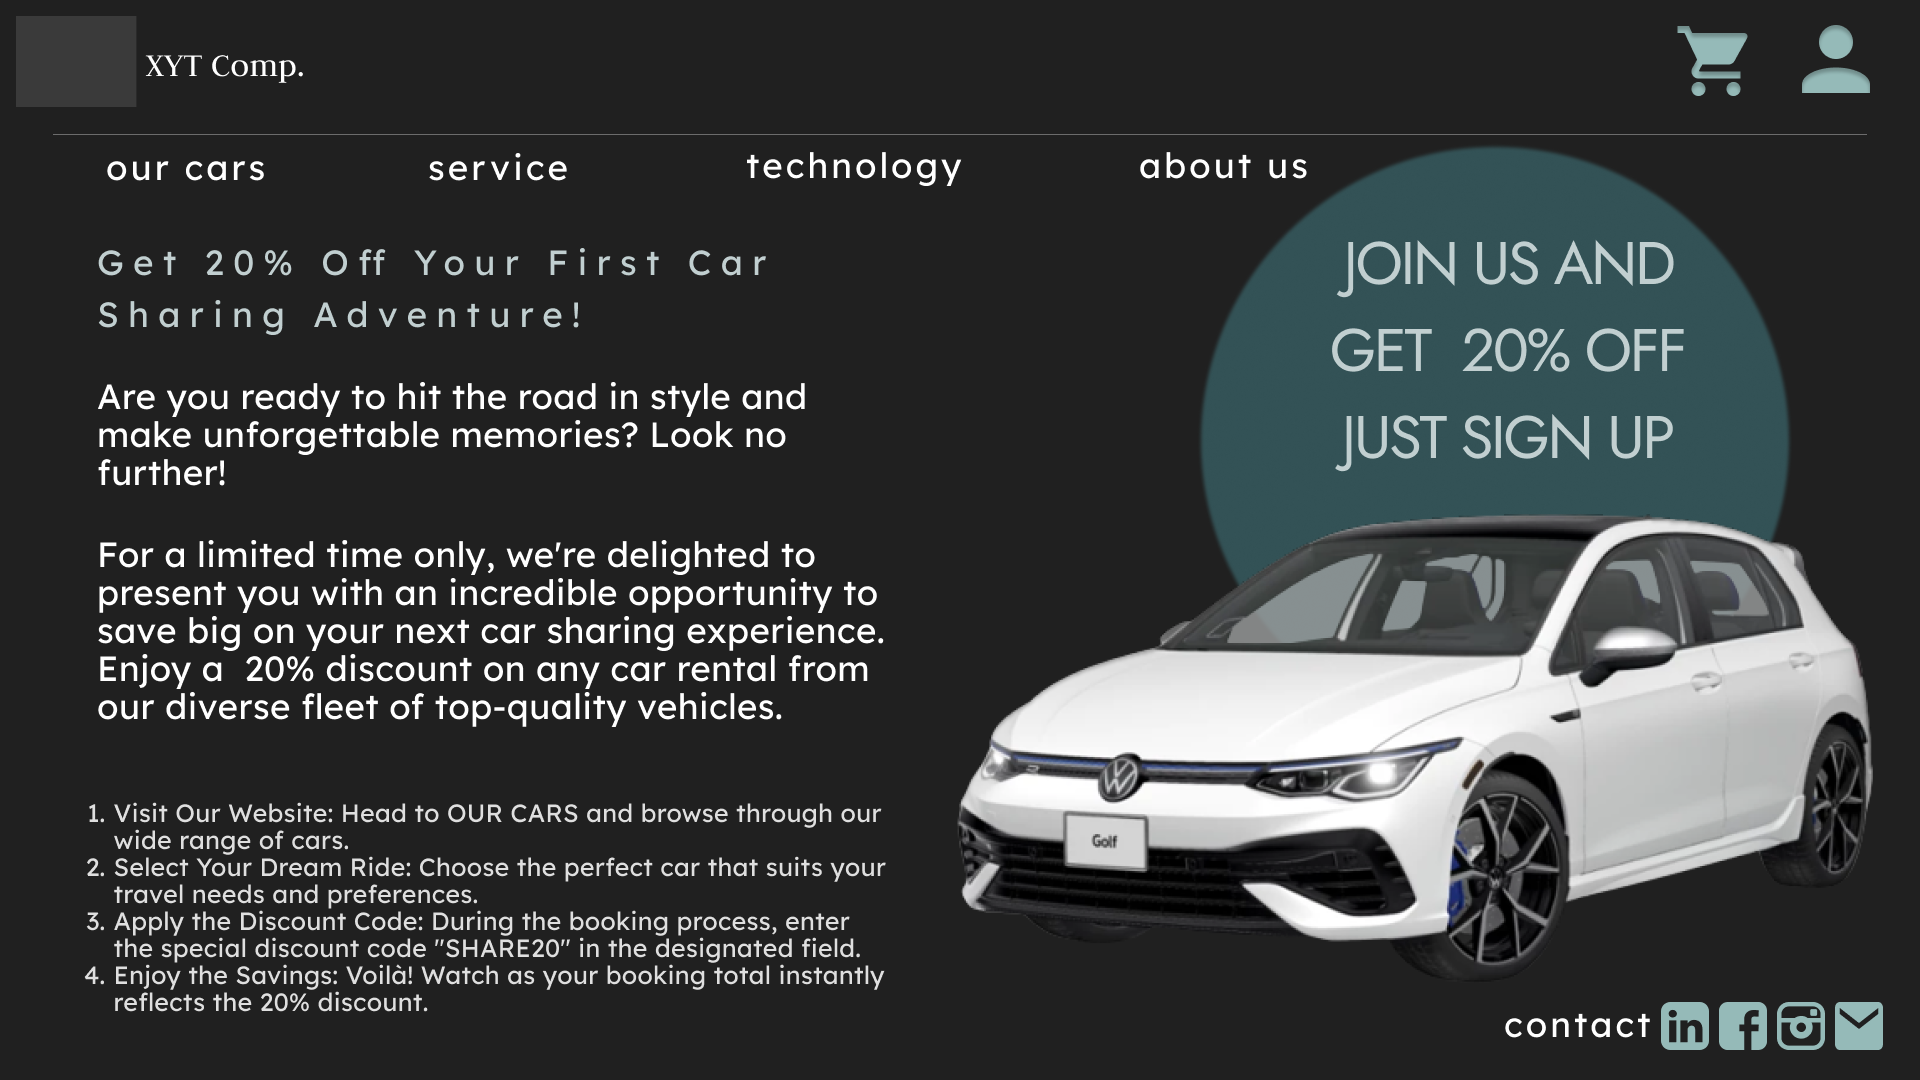 XYT Comp.
our cars
service
technology
about us
Get 20% Off Your First Car
Sharing Adventure!
Are you ready to hit the road in style and
make unforgettable memories? Look no
further!
For a limited time only, we're delighted to
present you with an incredible opportunity to
save big on your next car sharing experience.
Enjoy a  20% discount on any car rental from
our diverse fleet of top-quality vehicles.
1. Visit Our Website: Head to OUR CARS and browse through our
wide range of cars.
2. Select Your Dream Ride: Choose the perfect car that suits your
travel needs and preferences.
3. Apply the Discount Code: During the booking process, enter
the special discount code "SHARE20" in the designated field.
4. Enjoy the Savings: Voilà! Watch as your booking total instantly
reflects the 20% discount.
JOIN US AND
GET  20% OFF
JUST SIGN UP
Golf
contact
in
f